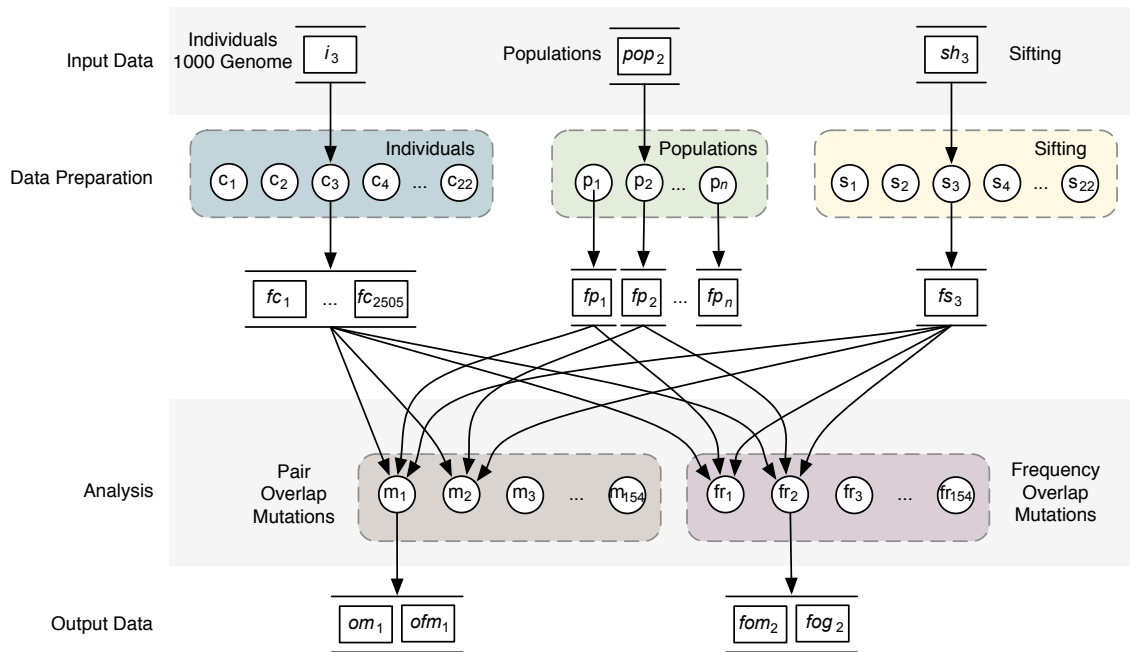 Input Data
Individuals
1000 Genome
i3
Populations
pop2
sh3
Sifting
Data Preparation
Individuals
c1 c2 c3 c4 ... c22
Populations
p1 p2 ... pn
Sifting
s1 s2 s3 s4 ... s22
fc1 ... fc2505
fp1 fp2 ... fpn
fs3
Analysis
Pair
Overlap
Mutations
m1 m2 m3 ... m154
fr1 fr2 fr3 ... fr154
Frequency
Overlap
Mutations
Output Data
om1 ofm1
fom2 fog2